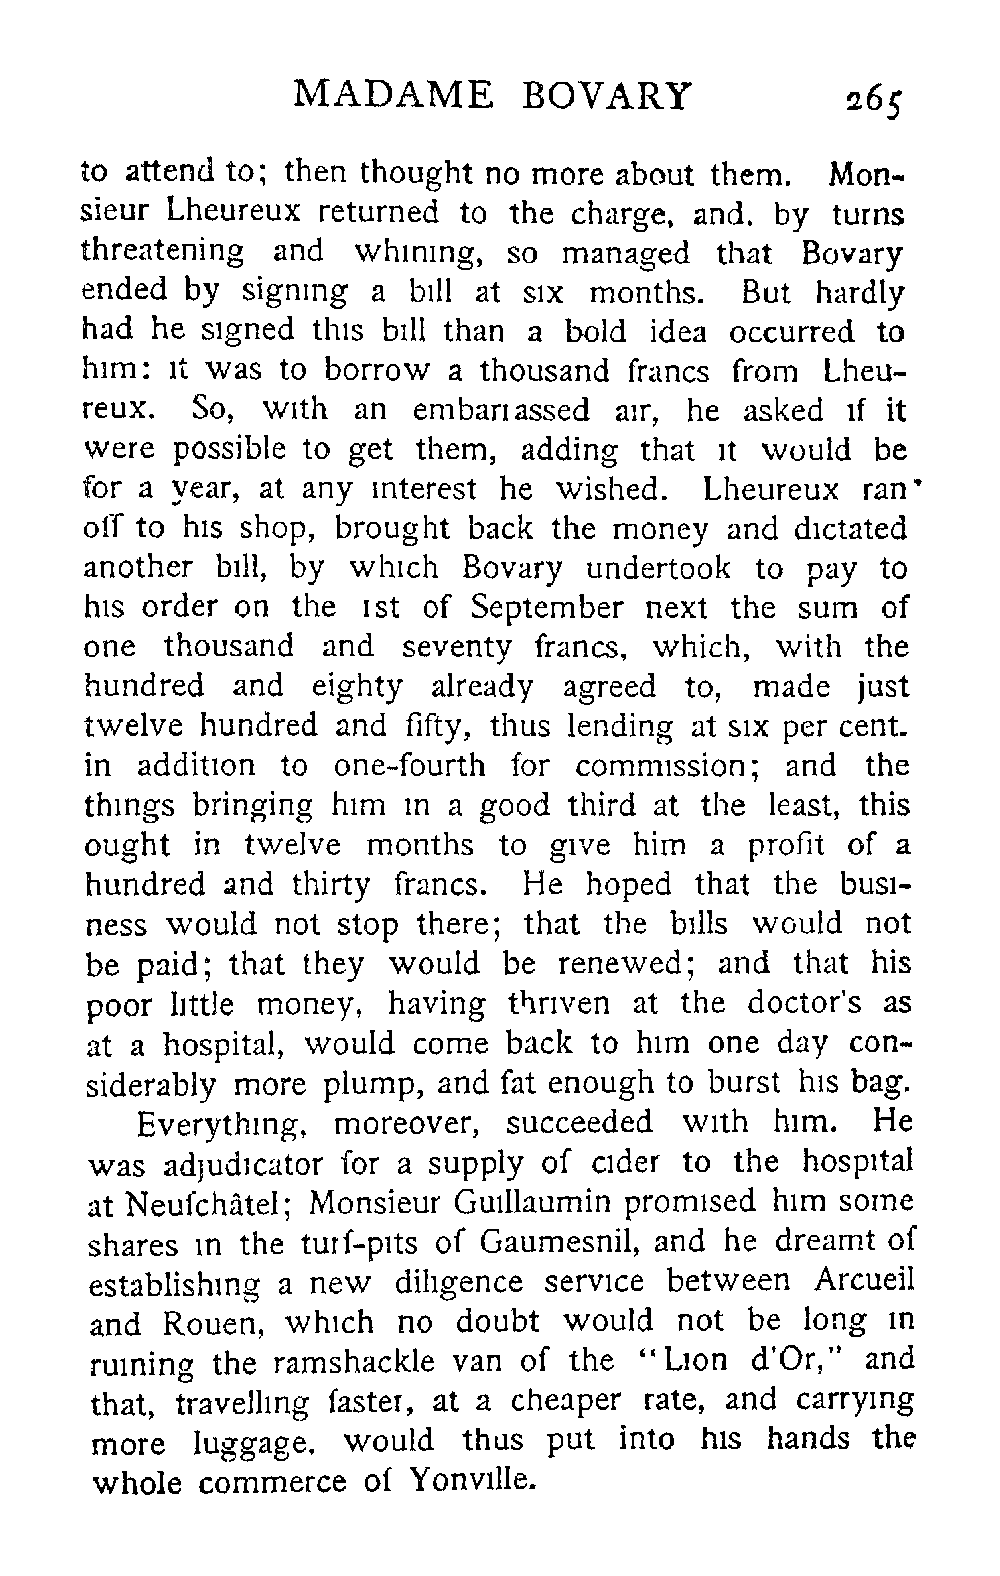 MADAME BOVARY 265
to attend to; then thought no more about them. Mon-
sieur Lheureux returned to the charge, and, by turns
threatening and whining, so managed that Bovary
ended by signing a bill at six months. But hardly
had he signed this bill than a bold idea occurred to
him: it was to borrow a thousand francs from Lheu-
reux. So, with an embarrassed air, he asked if it
were possible to get them, adding that it would be
for a year, at any interest he wished. Lheureux ran
off to his shop, brought back the money and dictated
another bill, by which Bovary undertook to pay to
his order on the 1st of September next the sum of
one thousand and seventy francs, which, with the
hundred and eighty already agreed to, made just
twelve hundred and fifty, thus lending at six per cent.
in addition to one-fourth for commission; and the
things bringing him in a good third at the least, this
ought in twelve months to give him a profit of a
hundred and thirty francs. He hoped that the busi-
ness would not stop there; that the bills would not
be paid; that they would be renewed; and that his
poor little money, having thriven at the doctor's as
at a hospital, would come back to him one day con-
siderably more plump, and fat enough to burst his bag.
Everything, moreover, succeeded with him. He
was adjudicator for a supply of cider to the hospital
at Neufchâtel; Monsieur Guillaumin promised him some
shares in the turf-pits of Gaumesnil, and he dreamt of
establishing a new diligence service between Arcueil
and Rouen, which no doubt would not be long in
ruining the ramshackle van of the "Lion d'Or," and
that, travelling faster, at a cheaper rate, and carrying
more luggage, would thus put into his hands the
whole commerce of Yonville.